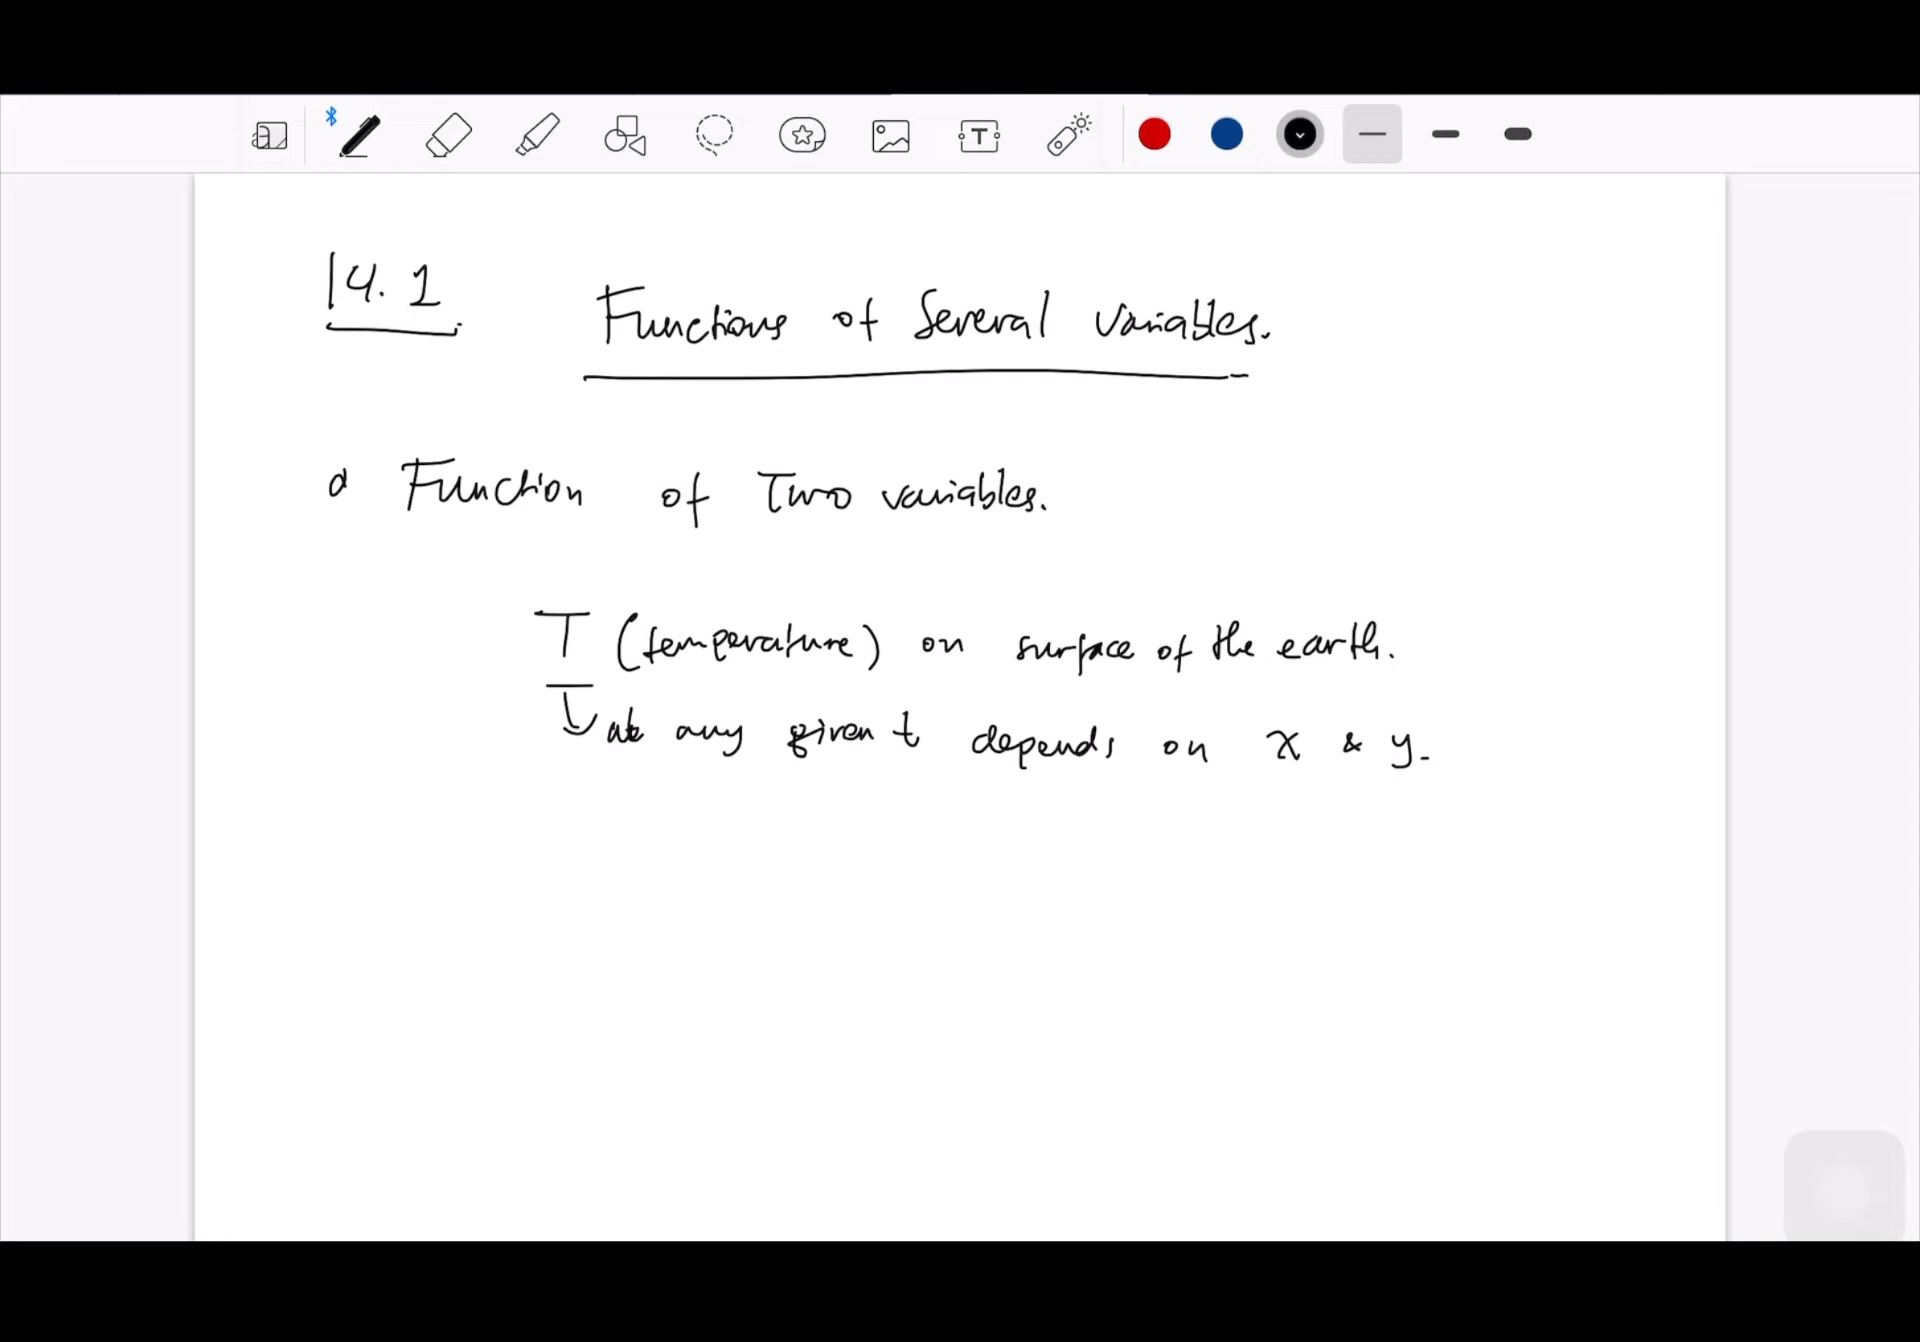 14.1 Functions of Several Variables.
Function of Two variables.
T (temperature) on surface of the earth.
at any given t depends on x & y.